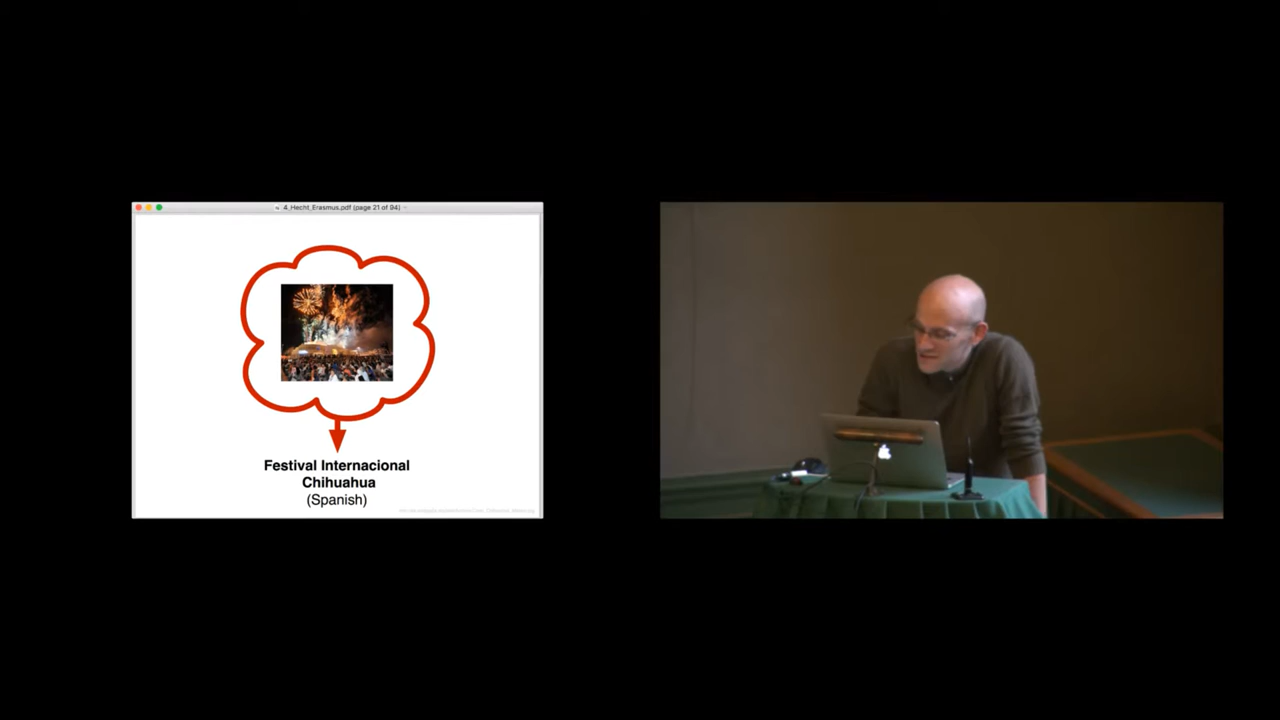 4_Hecht_Erasmus.pdf (page 21 of 94)
Festival Internacional
Chihuahua
(Spanish)